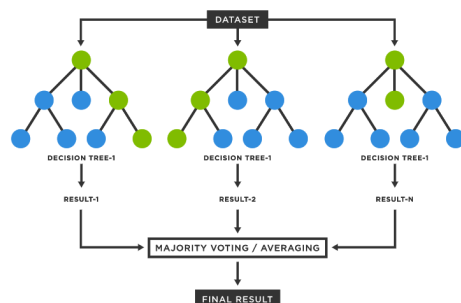 DATASET
DECISION TREE-1 DECISION TREE-1 DECISION TREE-1
RESULT-1 RESULT-2 RESULT-N
MAJORITY VOTING / AVERAGING
FINAL RESULT